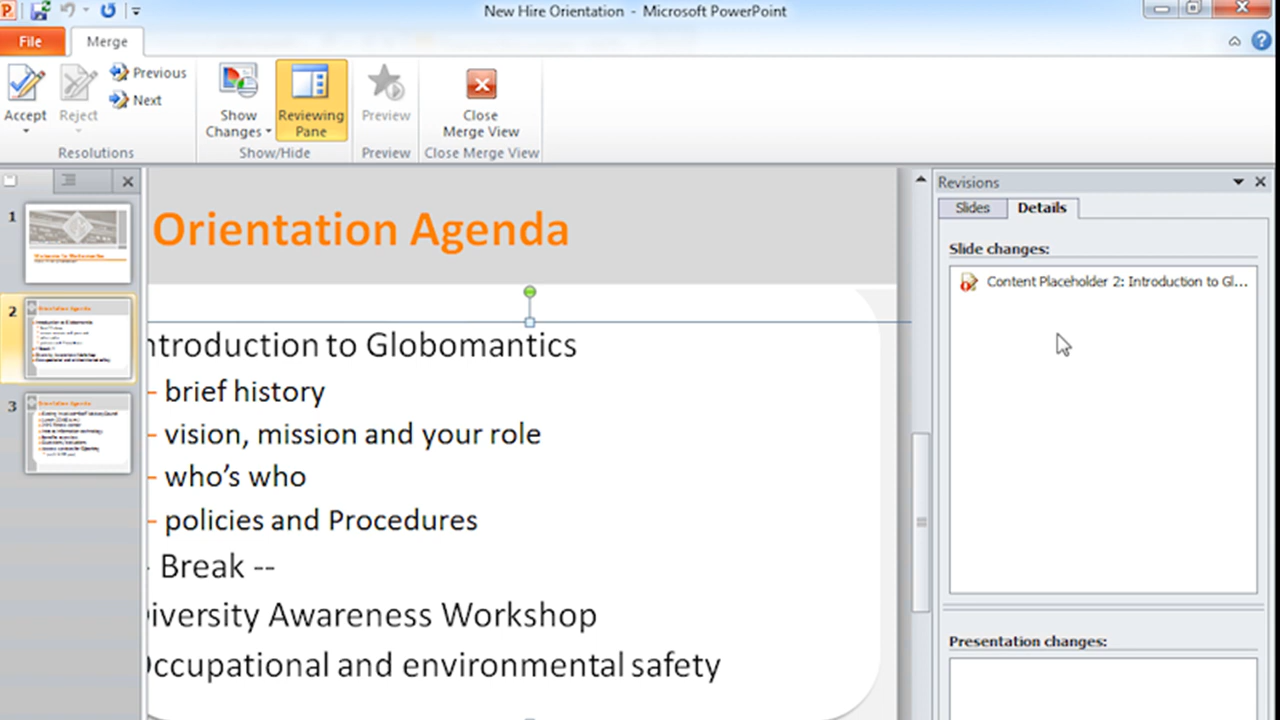 New Hire Orientation - Microsoft PowerPoint
File
Merge
Accept
Reject
Previous
Next
Resolutions
Show Changes
Reviewing Pane
Show/Hide
Preview
Preview
Close Merge View
Close Merge View
Revisions
Slides
Details
Slide changes:
Content Placeholder 2: Introduction to Gl...
Presentation changes:
1
2
3
Orientation Agenda
ntroduction to Globomantics
– brief history
– vision, mission and your role
– who's who
– policies and Procedures
- Break --
iversity Awareness Workshop
Occupational and environmental safety